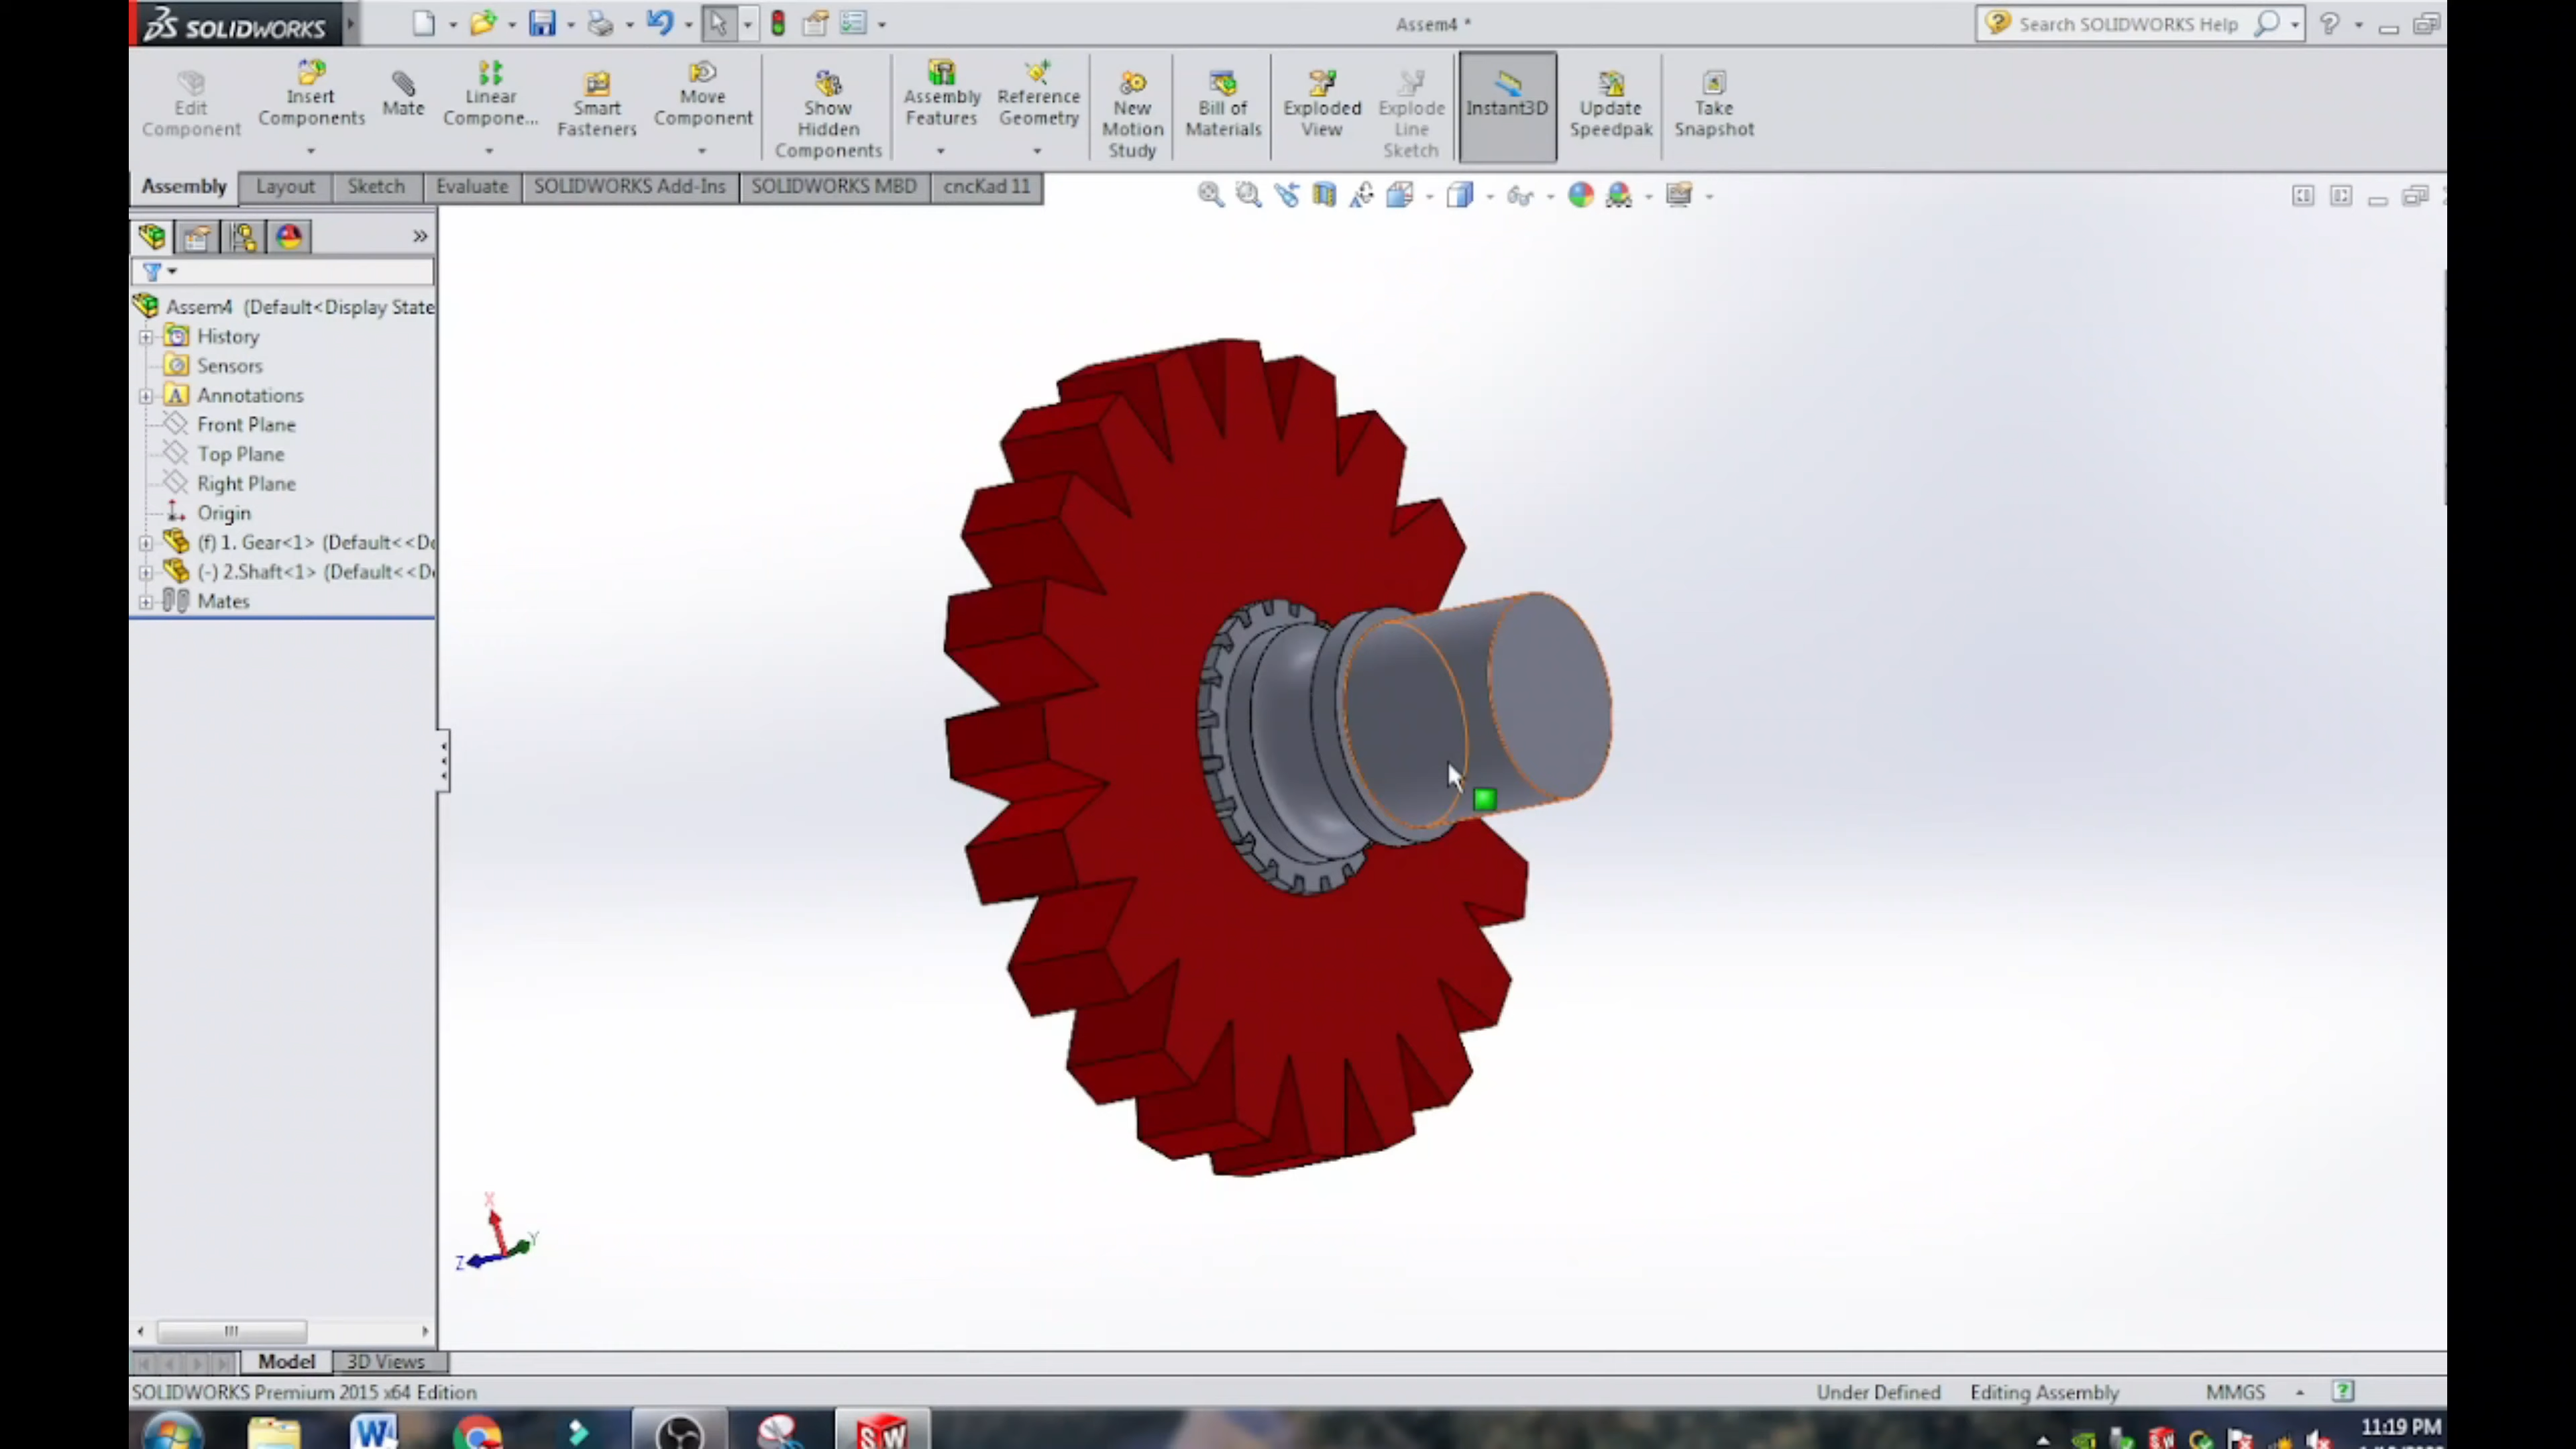 SOLIDWORKS
Assem4 *
Search SOLIDWORKS Help
Edit Component
Insert Components
Mate
Linear Compone...
Smart Fasteners
Move Component
Show Hidden Components
Assembly Features
Reference Geometry
New Motion Study
Bill of Materials
Exploded View
Explode Line Sketch
Instant3D
Update Speedpak
Take Snapshot
Assembly Layout Sketch Evaluate SOLIDWORKS Add-Ins SOLIDWORKS MBD cncKad 11
Assem4 (Default<Display State
History
Sensors
Annotations
Front Plane
Top Plane
Right Plane
Origin
(f) 1. Gear<1> (Default<<De
(-) 2.Shaft<1> (Default<<De
Mates
X
Y
Z
Model 3D Views
SOLIDWORKS Premium 2015 x64 Edition
Under Defined Editing Assembly MMGS
11:19 PM